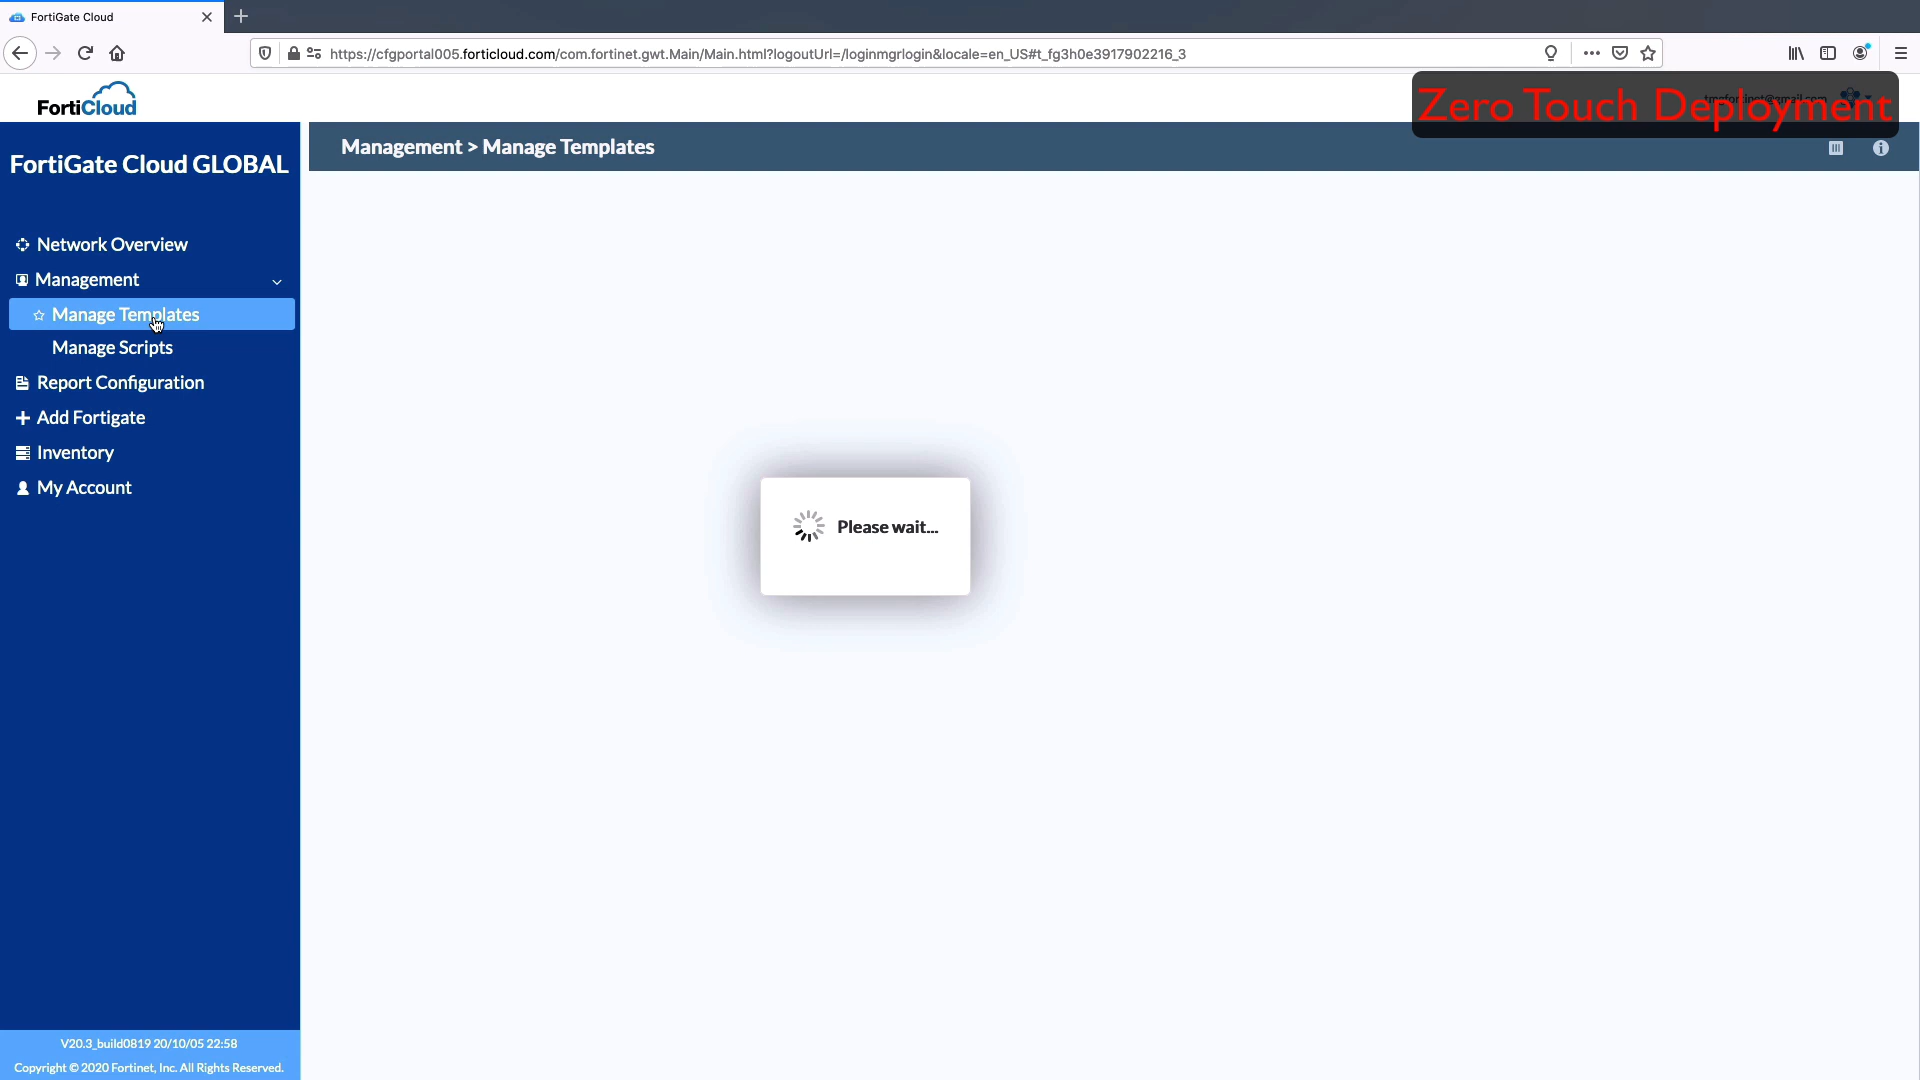 FortiGate Cloud
https://cfgportal005.forticloud.com/com.fortinet.gwt.Main/Main.html?logoutUrl=/loginmgrlogin&locale=en_US#t_fg3h0e3917902216_3
FortiCloud
Zero Touch Deployment
FortiGate Cloud GLOBAL
Management > Manage Templates
Network Overview
Management
Manage Templates
Manage Scripts
Report Configuration
Add Fortigate
Inventory
My Account
Please wait...
V20.3_build0819 20/10/05 22:58
Copyright © 2020 Fortinet, Inc. All Rights Reserved.